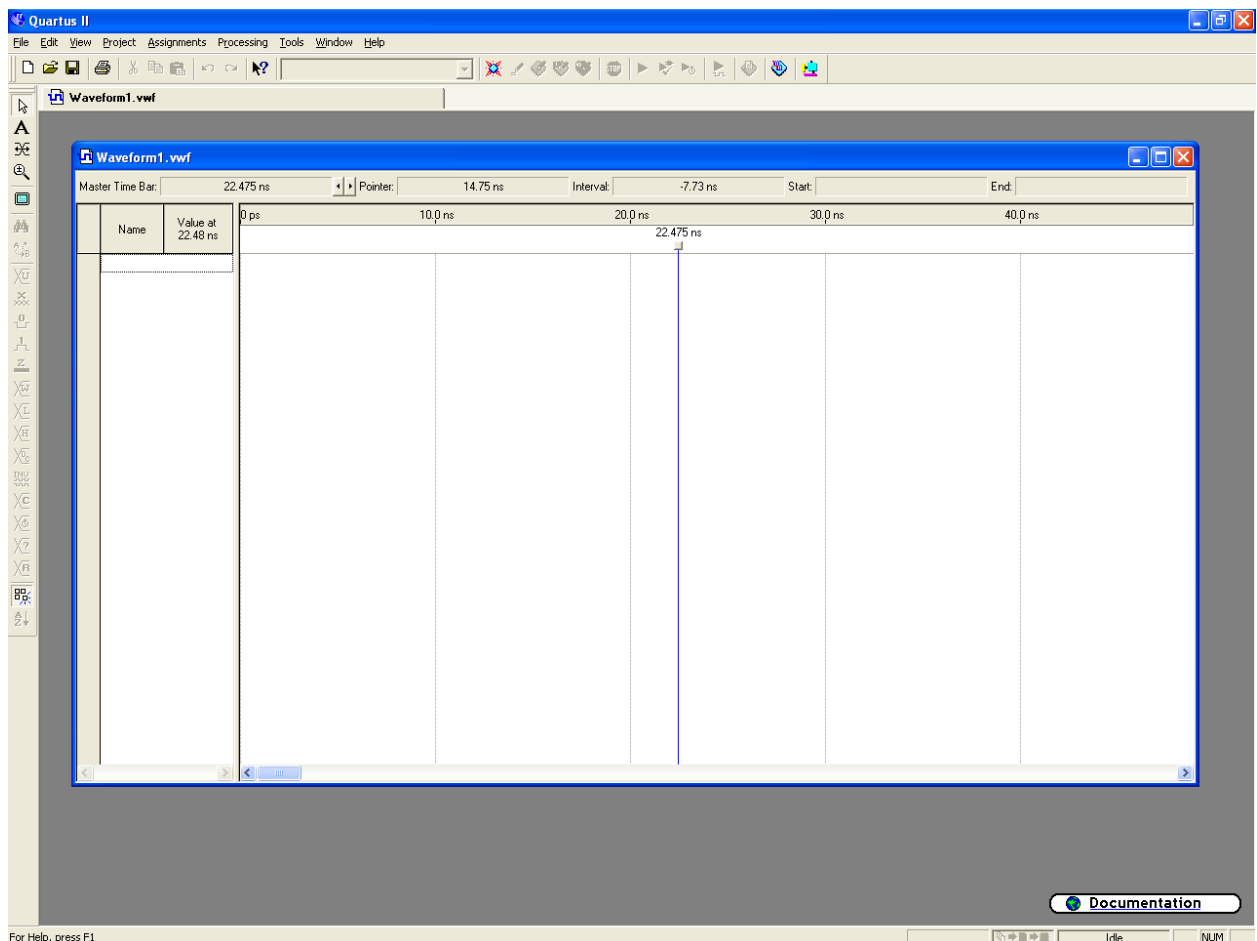 Quartus II
File Edit View Project Assignments Processing Tools Window Help
Waveform1.vwf
Waveform1.vwf
Master Time Bar: 22.475 ns Pointer: 14.75 ns Interval: -7.73 ns Start: End:
Name Value at 22.48 ns
0 ps 10.0 ns 20.0 ns 30.0 ns 40.0 ns
22.475 ns
Documentation
For Help, press F1 Idle NUM